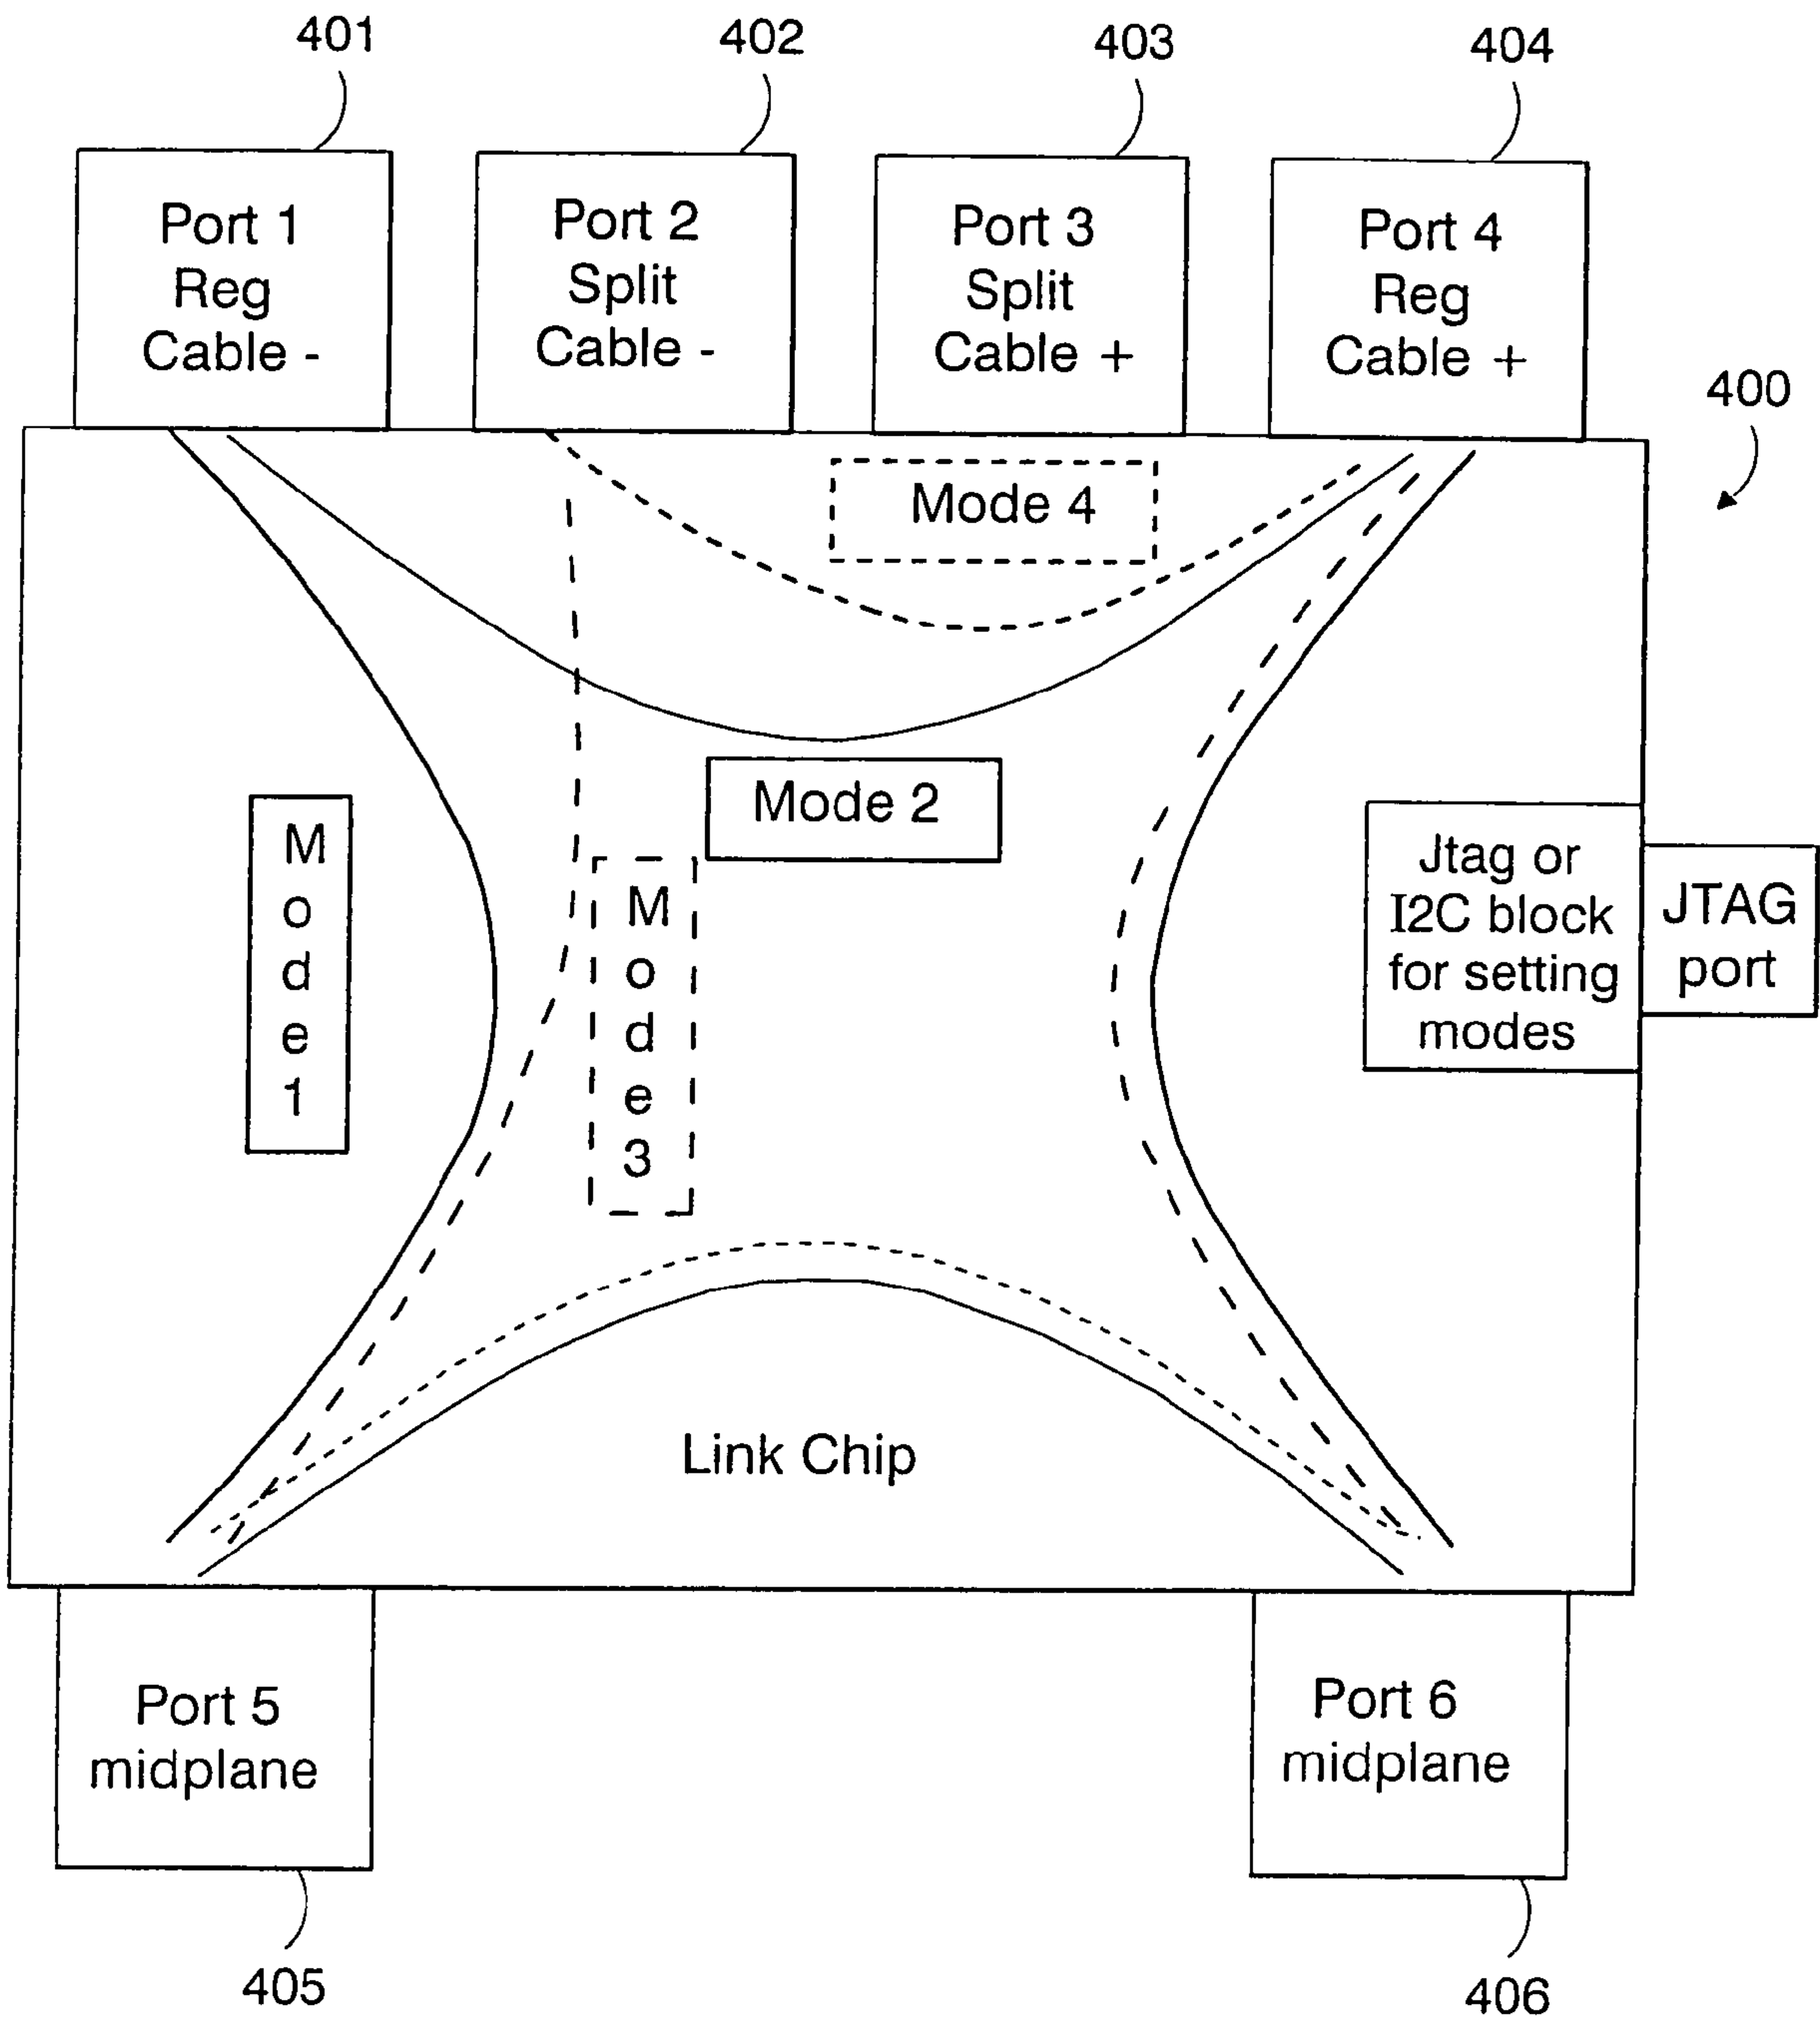 401
402
403
404
Port 1
Reg
Cable -
Port 2
Split
Cable -
Port 3
Split
Cable +
Port 4
Reg
Cable +
400
Mode 4
Mode 2
M
o
d
e
1
M
o
d
e
3
Jtag or
I2C block
for setting
modes
JTAG
port
Link Chip
Port 5
midplane
Port 6
midplane
405
406